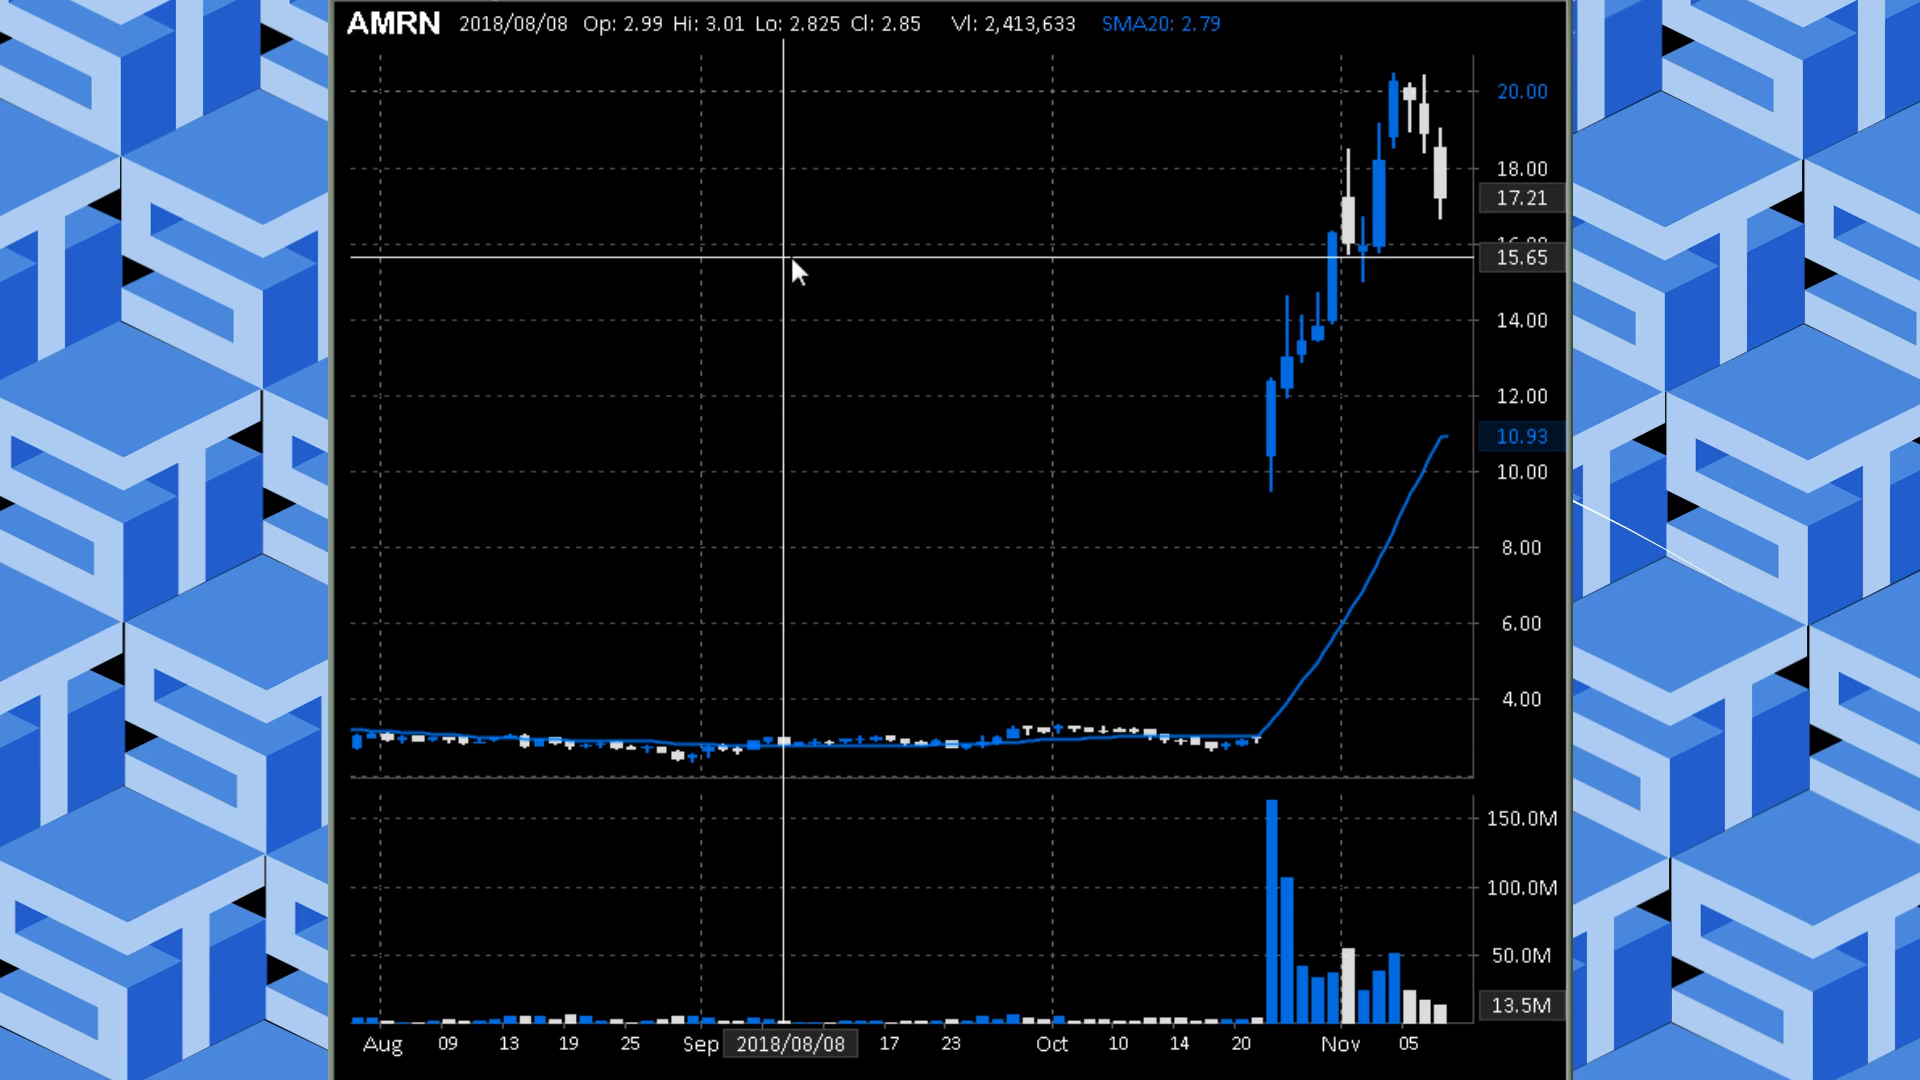 AMRN 2018/08/08 Op: 2.99 Hi: 3.01 Lo: 2.825 Cl: 2.85 Vl: 2,413,633 SMA20: 2.79
20.00
18.00
17.21
16.00
15.65
14.00
12.00
10.93
10.00
8.00
6.00
4.00
150.0M
100.0M
50.0M
13.5M
Aug 09 13 19 25 Sep 2018/08/08 17 23 Oct 10 14 20 Nov 05